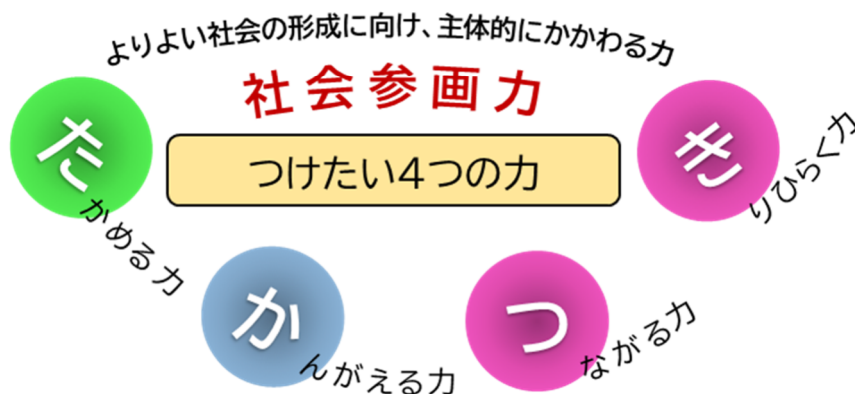 よりよい社会の形成に向け、主体的にかかわる力
社会参画力
つけたい4つの力
たかめる力
かんがえる力
つながる力
きりひらく力